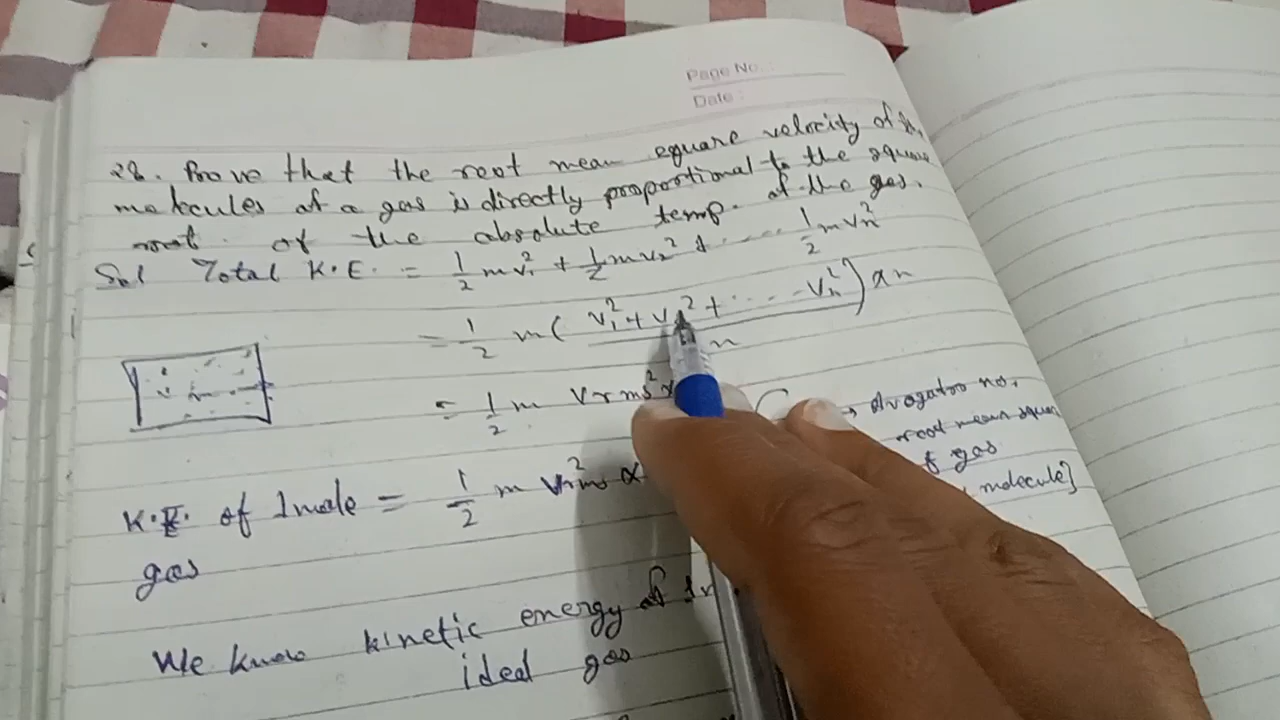 Page No.:
Date:
28. Prove that the root mean square velocity of
molecules of a gas is directly proportional to the square
root. of the absolute temp. of the gas.
Sol Total K.E. = 1/2 mv₁² + 1/2 mv₂² + ..... 1/2 mvn²
= 1/2 m( v₁² + v₂² + ..... vn² / n ) x n
= 1/2 m Vrms² x
→ Avogadro no.
root mean squar
of gas
molecule]
K.E. of 1mole = 1/2 m Vrms² x
gas
We know kinetic energy of
ideal gas